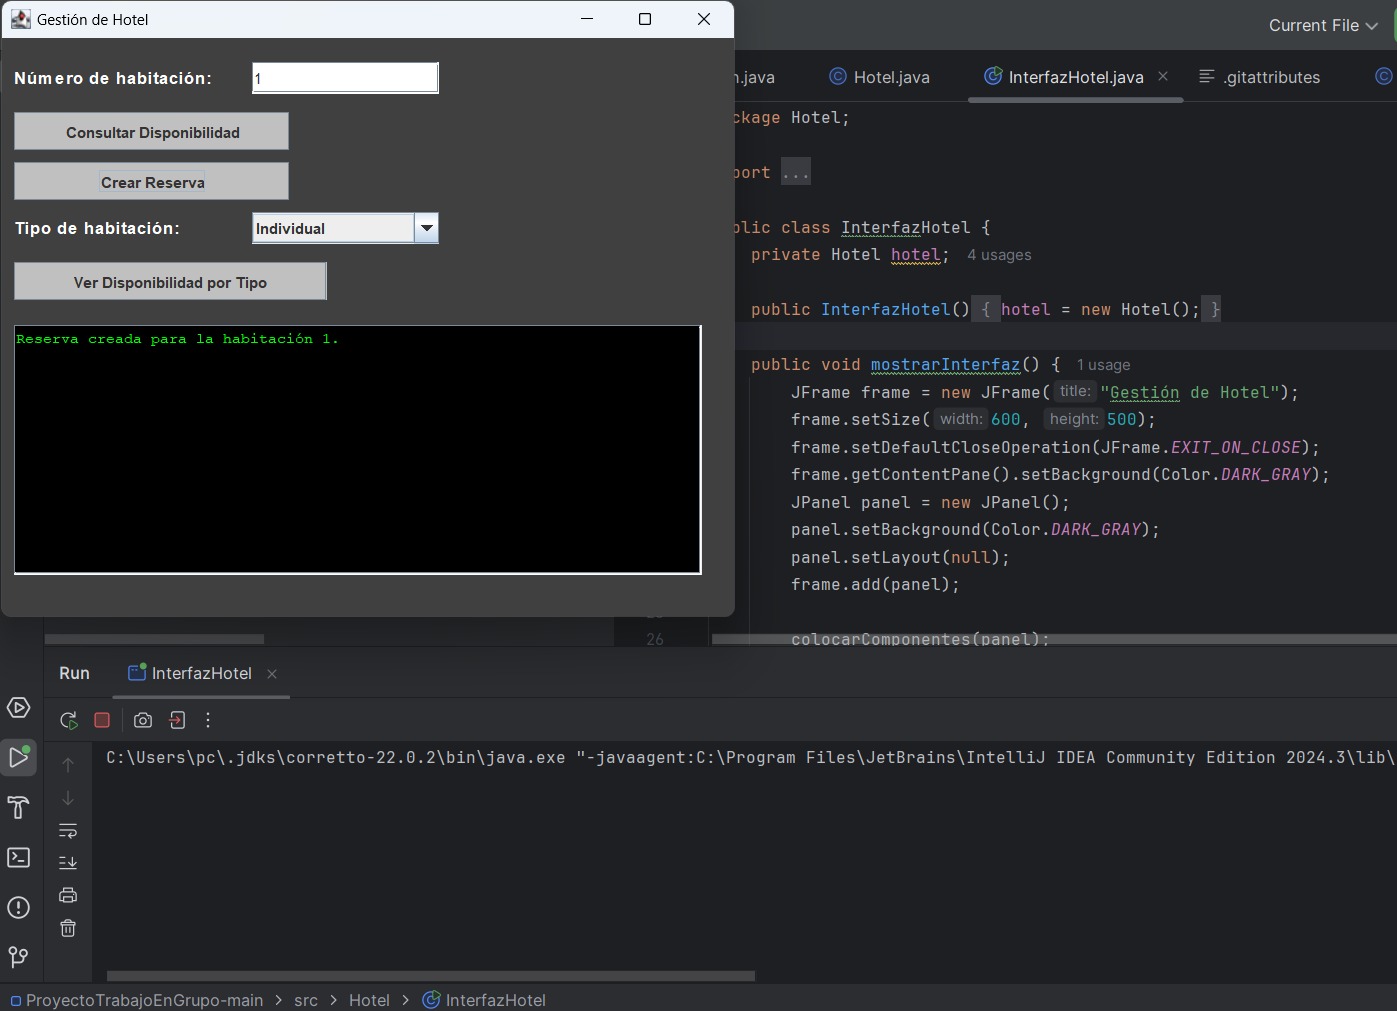 Gestión de Hotel
Número de habitación:
1
Consultar Disponibilidad
Crear Reserva
Tipo de habitación:
Individual
Ver Disponibilidad por Tipo
Reserva creada para la habitación 1.
Current File
n.java
Hotel.java
InterfazHotel.java
.gitattributes
ckage Hotel;
port ...
blic class InterfazHotel {
private Hotel hotel; 4 usages
public InterfazHotel() { hotel = new Hotel(); }
public void mostrarInterfaz() { 1 usage
JFrame frame = new JFrame( title: "Gestión de Hotel");
frame.setSize( width: 600, height: 500);
frame.setDefaultCloseOperation(JFrame.EXIT_ON_CLOSE);
frame.getContentPane().setBackground(Color.DARK_GRAY);
JPanel panel = new JPanel();
panel.setBackground(Color.DARK_GRAY);
panel.setLayout(null);
frame.add(panel);
26 colocarComponentes(panel);
Run
InterfazHotel
C:\Users\pc\.jdks\corretto-22.0.2\bin\java.exe "-javaagent:C:\Program Files\JetBrains\IntelliJ IDEA Community Edition 2024.3\lib\
ProyectoTrabajoEnGrupo-main > src > Hotel > InterfazHotel